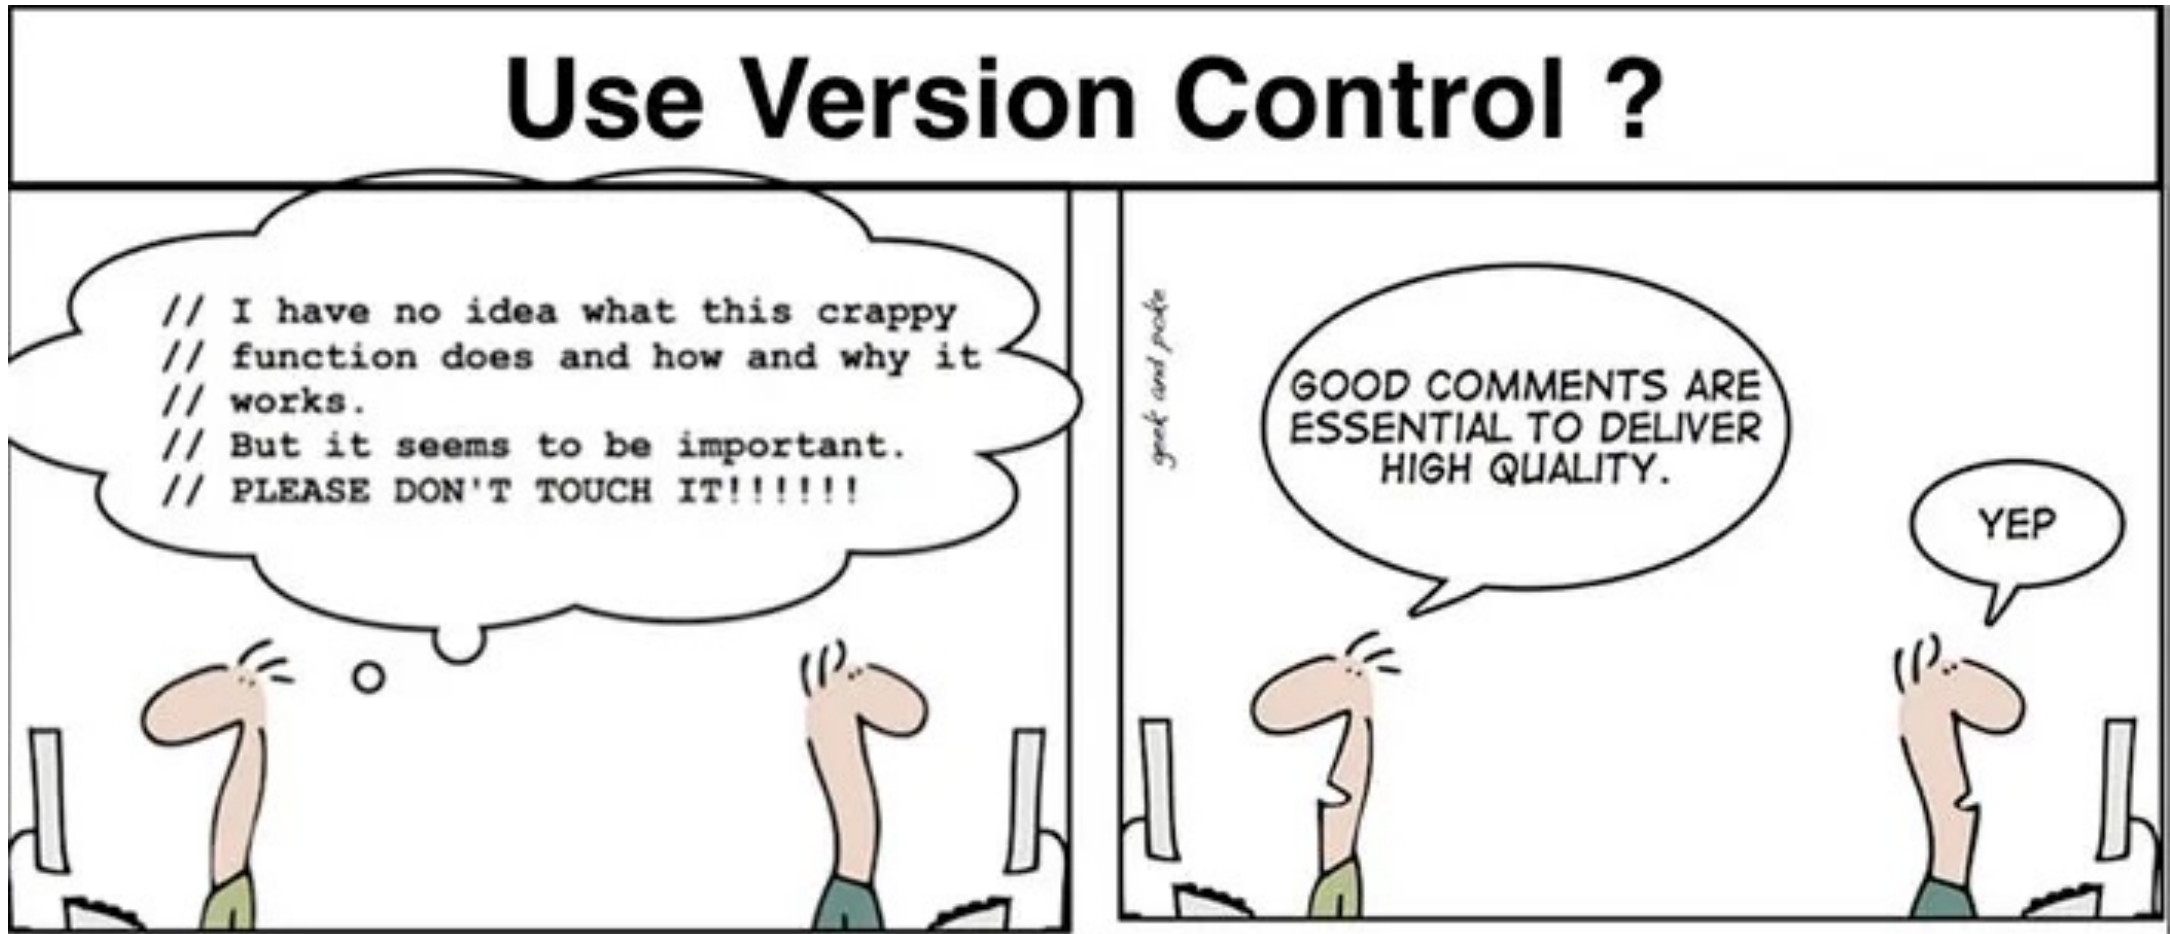 Use Version Control ?
// I have no idea what this crappy
// function does and how and why it
// works.
// But it seems to be important.
// PLEASE DON'T TOUCH IT!!!!!!
geek and poke
GOOD COMMENTS ARE
ESSENTIAL TO DELIVER
HIGH QUALITY.
YEP